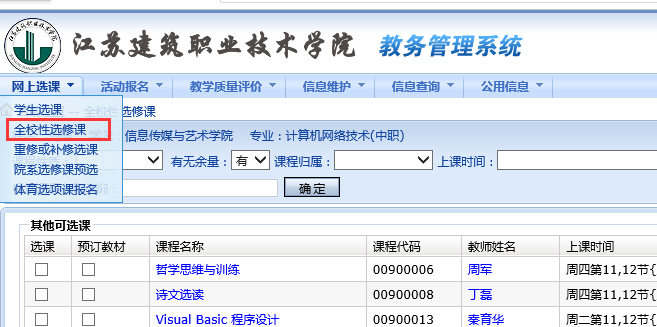 江苏建筑职业技术学院 教务管理系统
网上选课 活动报名 教学质量评价 信息维护 信息查询 公用信息
学生选课 -- 全校性选修课
全校性选修课 信息传媒与艺术学院 专业：计算机网络技术(中职)
重修或补修选课
有无余量： 有 课程归属： 上课时间：
院系选修课预选
体育选项课报名 确 定
其他可选课
选课 预订教材 课程名称 课程代码 教师姓名 上课时间
哲学思维与训练 00900006 周军 周四第11,12节{
诗文选读 00900008 丁磊 周四第11,12节{
Visual Basic 程序设计 00900013 秦育华 周二第11,12节{